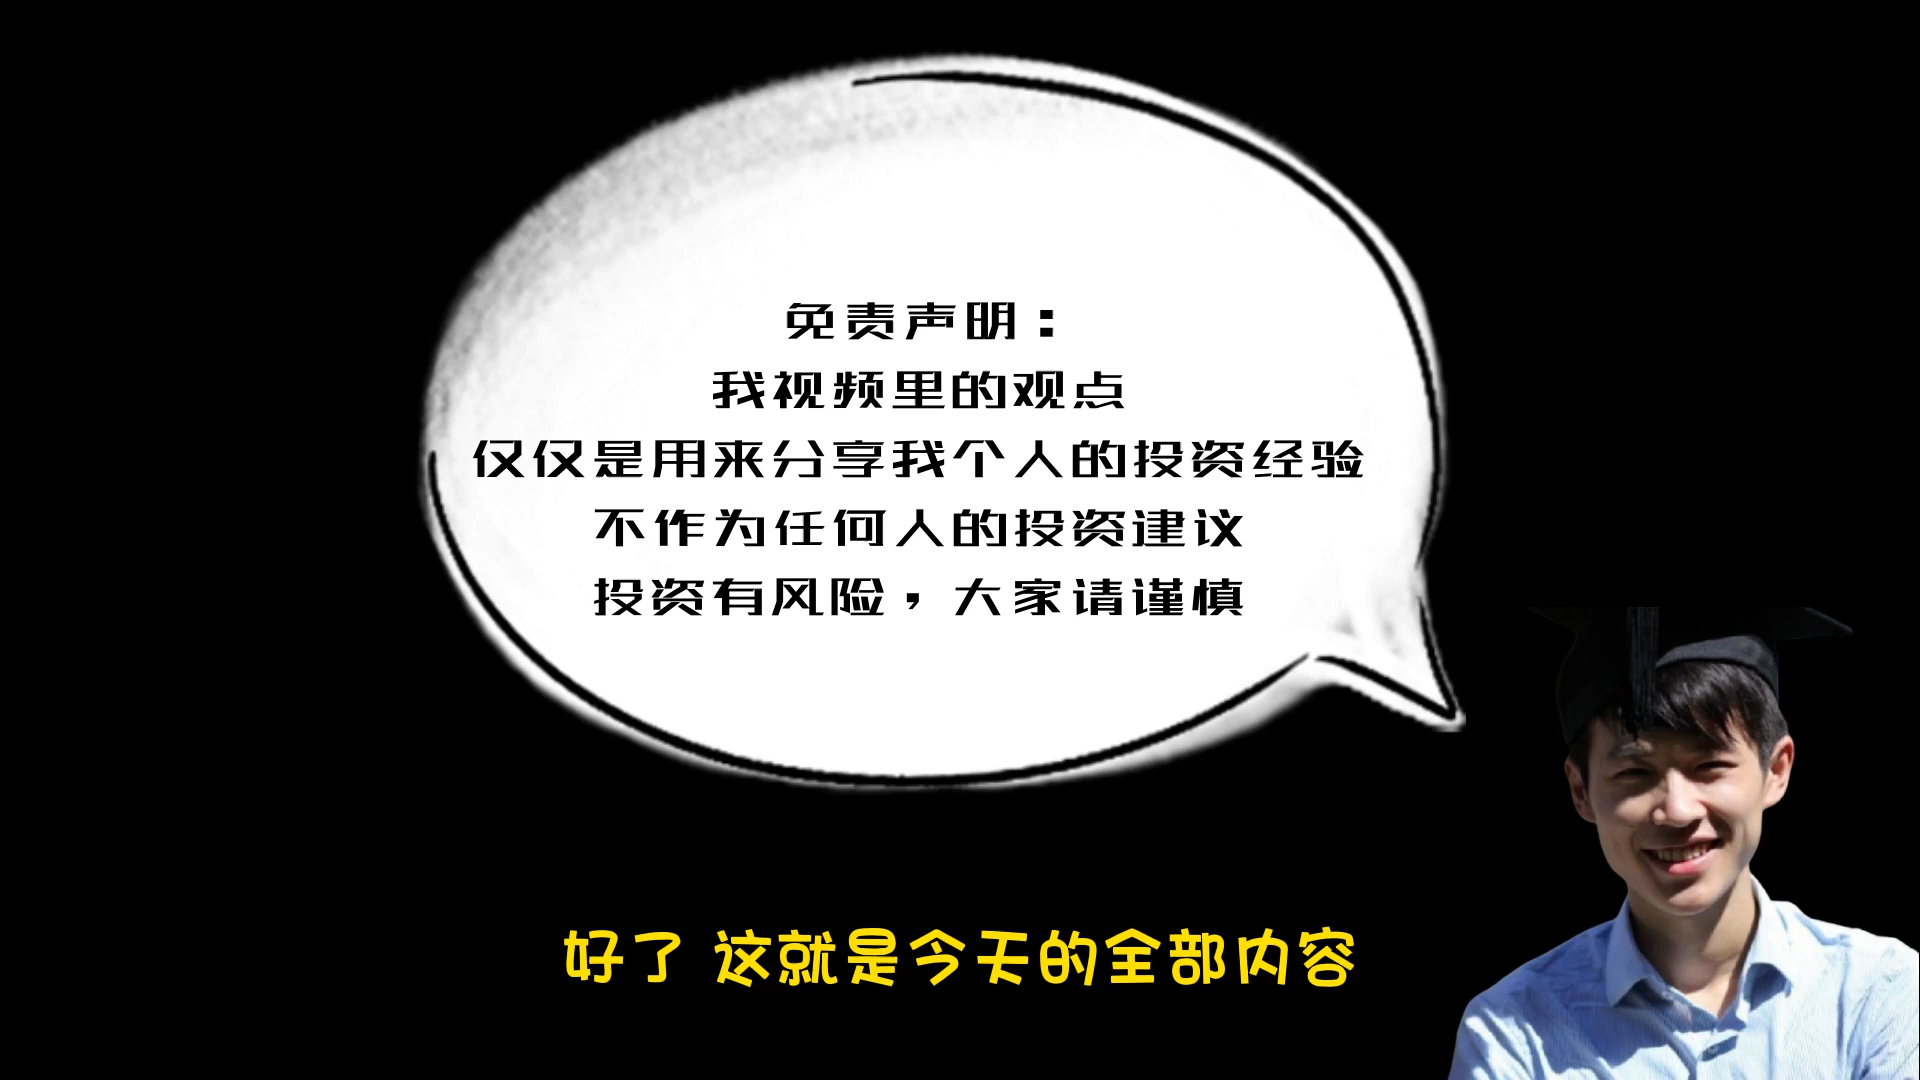 免责声明：
我视频里的观点
仅仅是用来分享我个人的投资经验
不作为任何人的投资建议
投资有风险，大家请谨慎
好了 这就是今天的全部内容